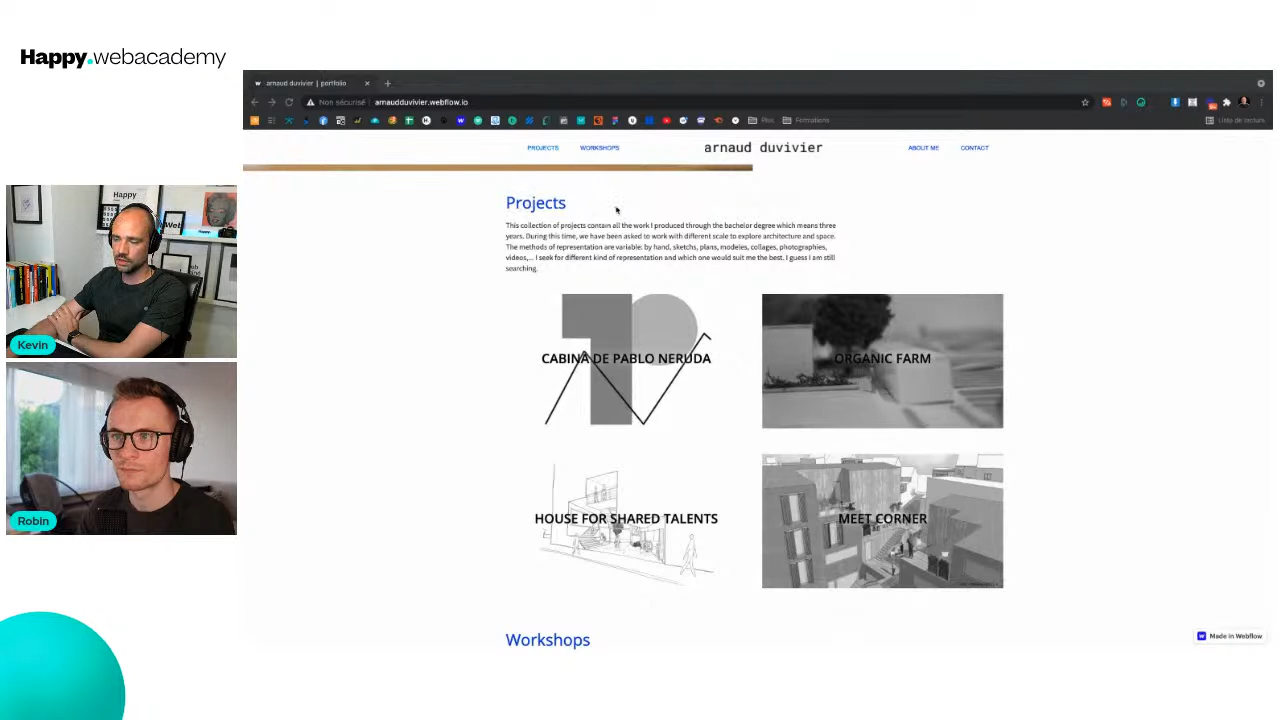 Happy.webacademy
arnaud duvivier | portfolio
Non sécurisé
arnaudduvivier.webflow.io
Plus
Formations
Liste de lecture
PROJECTS
WORKSHOPS
arnaud duvivier
ABOUT ME
CONTACT
Projects
This collection of projects contain all the work I produced through the bachelor degree which means three
years. During this time, we have been asked to work with different scale to explore architecture and space.
The methods of representation are variable: by hand, sketchs, plans, modeles, collages, photographies,
videos,... I seek for different kind of representation and which one would suit me the best. I guess I am still
searching.
CABINA DE PABLO NERUDA
ORGANIC FARM
HOUSE FOR SHARED TALENTS
MEET CORNER
Workshops
Made in Webflow
Happy
Kevin
Robin